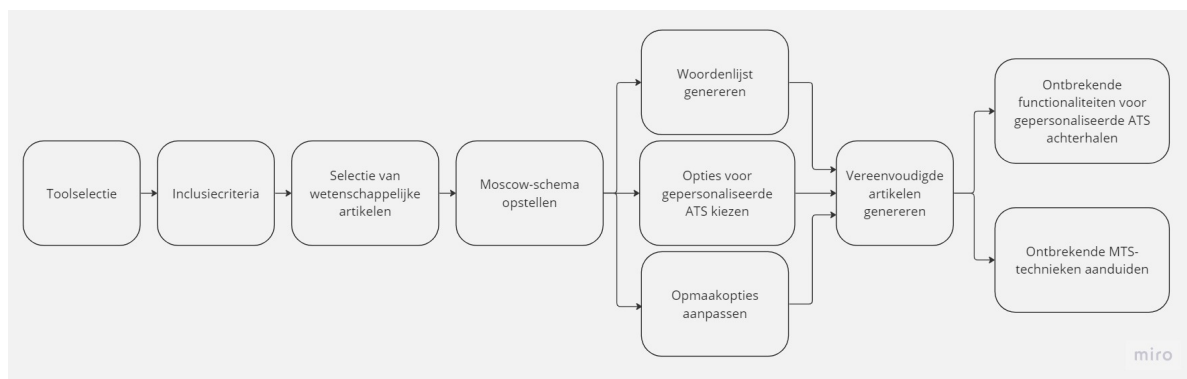 Toolselectie
Inclusiecriteria
Selectie van
wetenschappelijke
artikelen
Moscow-schema
opstellen
Woordenlijst
genereren
Opties voor
gepersonaliseerde
ATS kiezen
Opmaakopties
aanpassen
Vereenvoudigde
artikelen
genereren
Ontbrekende
functionaliteiten voor
gepersonaliseerde ATS
achterhalen
Ontbrekende MTS-
technieken aanduiden
miro